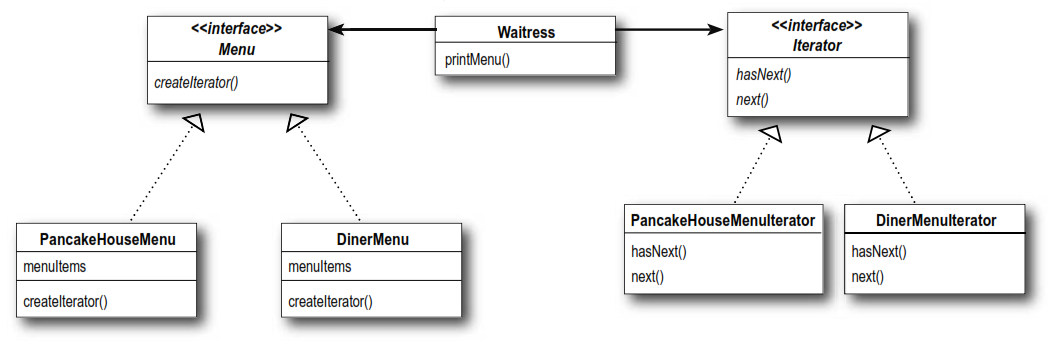 <<interface>>
Menu
createIterator()
Waitress
printMenu()
<<interface>>
Iterator
hasNext()
next()
PancakeHouseMenu
menuItems
createIterator()
DinerMenu
menuItems
createIterator()
PancakeHouseMenuIterator
hasNext()
next()
DinerMenuIterator
hasNext()
next()